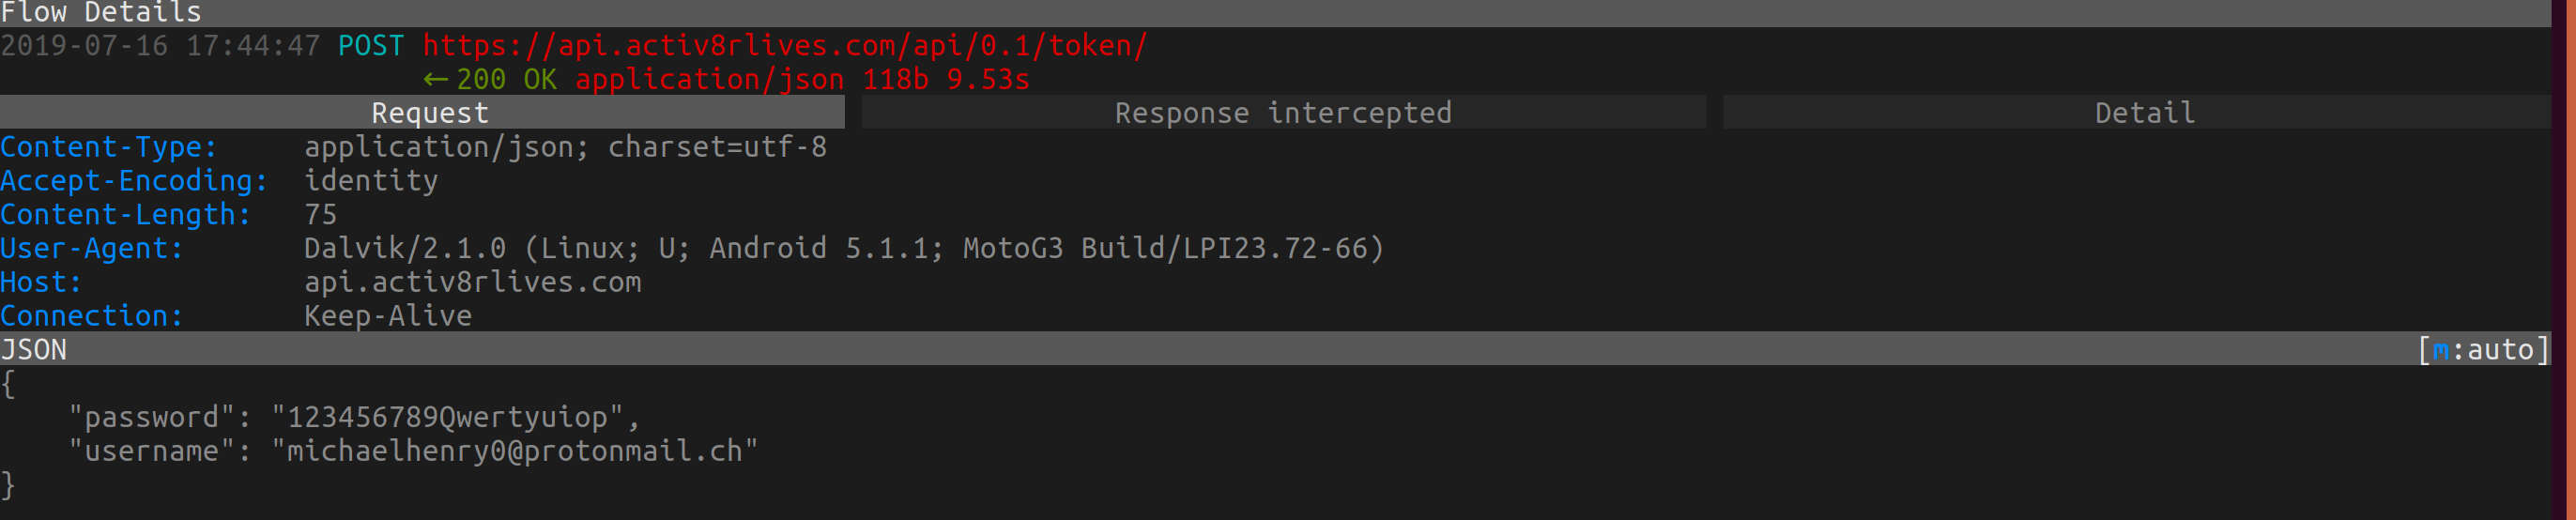 Flow Details
2019-07-16 17:44:47 POST https://api.activ8rlives.com/api/0.1/token/
←200 OK application/json 118b 9.53s
Request Response intercepted Detail
Content-Type: application/json; charset=utf-8
Accept-Encoding: identity
Content-Length: 75
User-Agent: Dalvik/2.1.0 (Linux; U; Android 5.1.1; MotoG3 Build/LPI23.72-66)
Host: api.activ8rlives.com
Connection: Keep-Alive
JSON [m:auto]
{
"password": "123456789Qwertyuiop",
"username": "michaelhenry0@protonmail.ch"
}